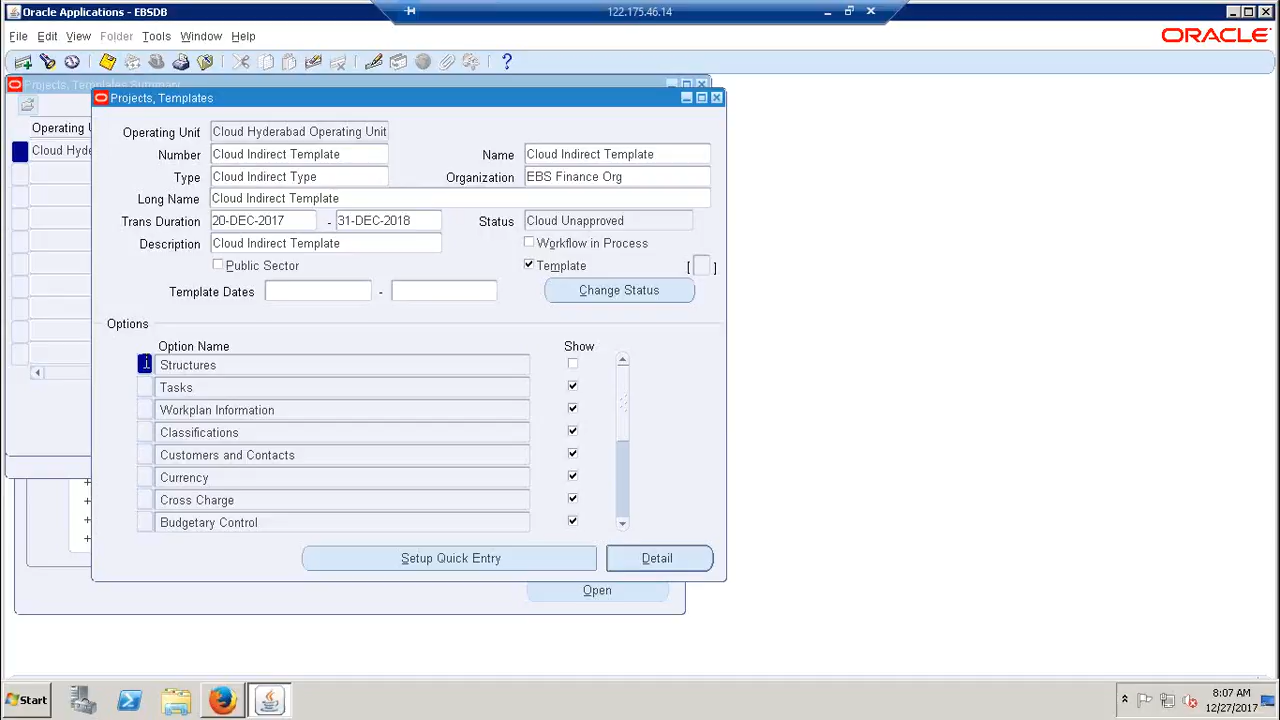 Oracle Applications - EBSDB
122.175.46.14
File Edit View Folder Tools Window Help
ORACLE
Projects, Templates Summary
Projects, Templates
Operating U
Cloud Hyde
Operating Unit Cloud Hyderabad Operating Unit
Number Cloud Indirect Template Name Cloud Indirect Template
Type Cloud Indirect Type Organization EBS Finance Org
Long Name Cloud Indirect Template
Trans Duration 20-DEC-2017 - 31-DEC-2018 Status Cloud Unapproved
Description Cloud Indirect Template Workflow in Process
Public Sector Template [ ]
Template Dates - Change Status
Options
Option Name Show
Structures
Tasks
Workplan Information
Classifications
Customers and Contacts
Currency
Cross Charge
Budgetary Control
Setup Quick Entry Detail
Open
Start
8:07 AM
12/27/2017